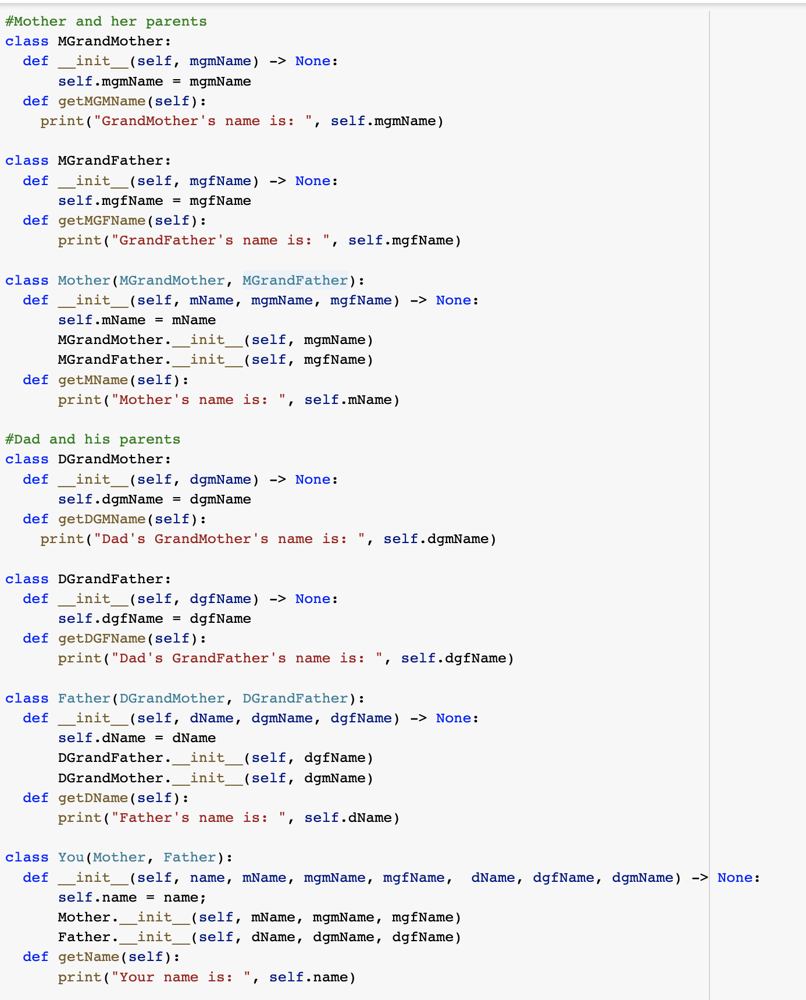 #Mother and her parents
class MGrandMother:
  def __init__(self, mgmName) -> None:
      self.mgmName = mgmName
  def getMGMName(self):
    print("GrandMother's name is: ", self.mgmName)

class MGrandFather:
  def __init__(self, mgfName) -> None:
      self.mgfName = mgfName
  def getMGFName(self):
      print("GrandFather's name is: ", self.mgfName)

class Mother(MGrandMother, MGrandFather):
  def __init__(self, mName, mgmName, mgfName) -> None:
      self.mName = mName
      MGrandMother.__init__(self, mgmName)
      MGrandFather.__init__(self, mgfName)
  def getMName(self):
      print("Mother's name is: ", self.mName)

#Dad and his parents
class DGrandMother:
  def __init__(self, dgmName) -> None:
      self.dgmName = dgmName
  def getDGMName(self):
    print("Dad's GrandMother's name is: ", self.dgmName)

class DGrandFather:
  def __init__(self, dgfName) -> None:
      self.dgfName = dgfName
  def getDGFName(self):
      print("Dad's GrandFather's name is: ", self.dgfName)

class Father(DGrandMother, DGrandFather):
  def __init__(self, dName, dgmName, dgfName) -> None:
      self.dName = dName
      DGrandFather.__init__(self, dgfName)
      DGrandMother.__init__(self, dgmName)
  def getDName(self):
      print("Father's name is: ", self.dName)

class You(Mother, Father):
  def __init__(self, name, mName, mgmName, mgfName,  dName, dgfName, dgmName) -> None:
      self.name = name;
      Mother.__init__(self, mName, mgmName, mgfName)
      Father.__init__(self, dName, dgmName, dgfName)
  def getName(self):
      print("Your name is: ", self.name)